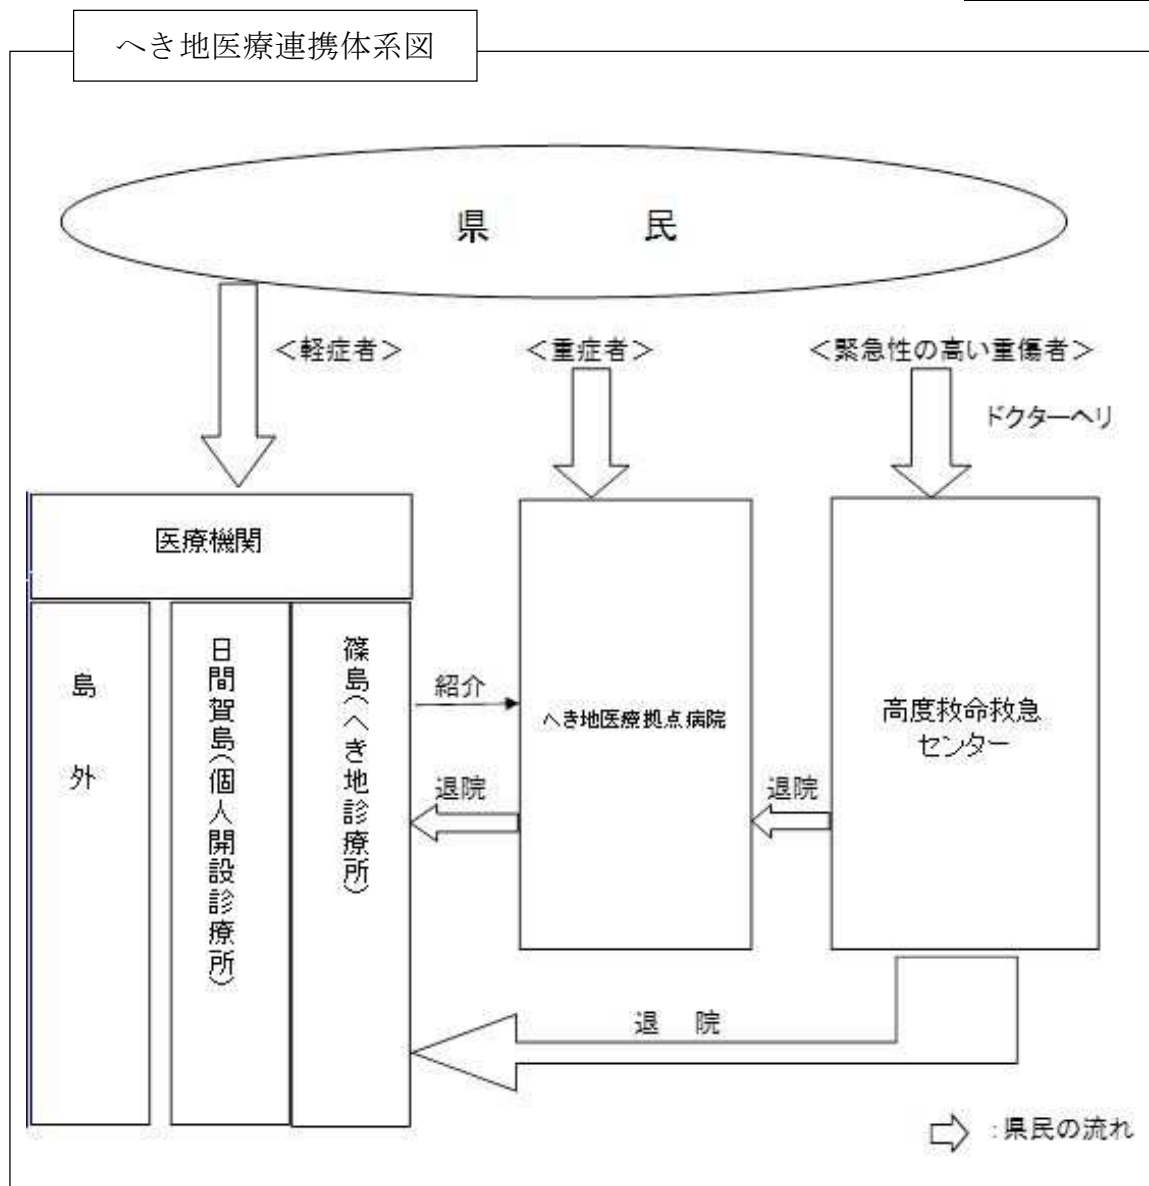 へき地医療連携体系図
県 民
＜軽症者＞
＜重症者＞
＜緊急性の高い重傷者＞
ドクターヘリ
医療機関
島外
日間賀島(個人開設診療所)
篠島(へき地診療所)
紹介
退院
へき地医療拠点病院
退院
高度救命救急
センター
退 院
:県民の流れ